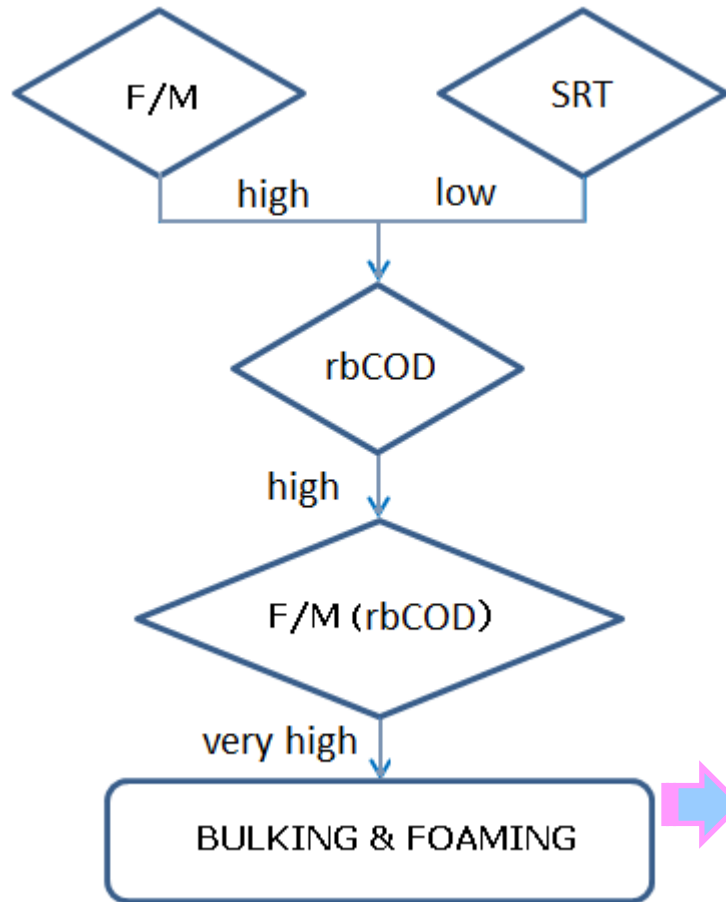 F/M
SRT
high
low
rbCOD
high
F/M (rbCOD)
very high
BULKING & FOAMING